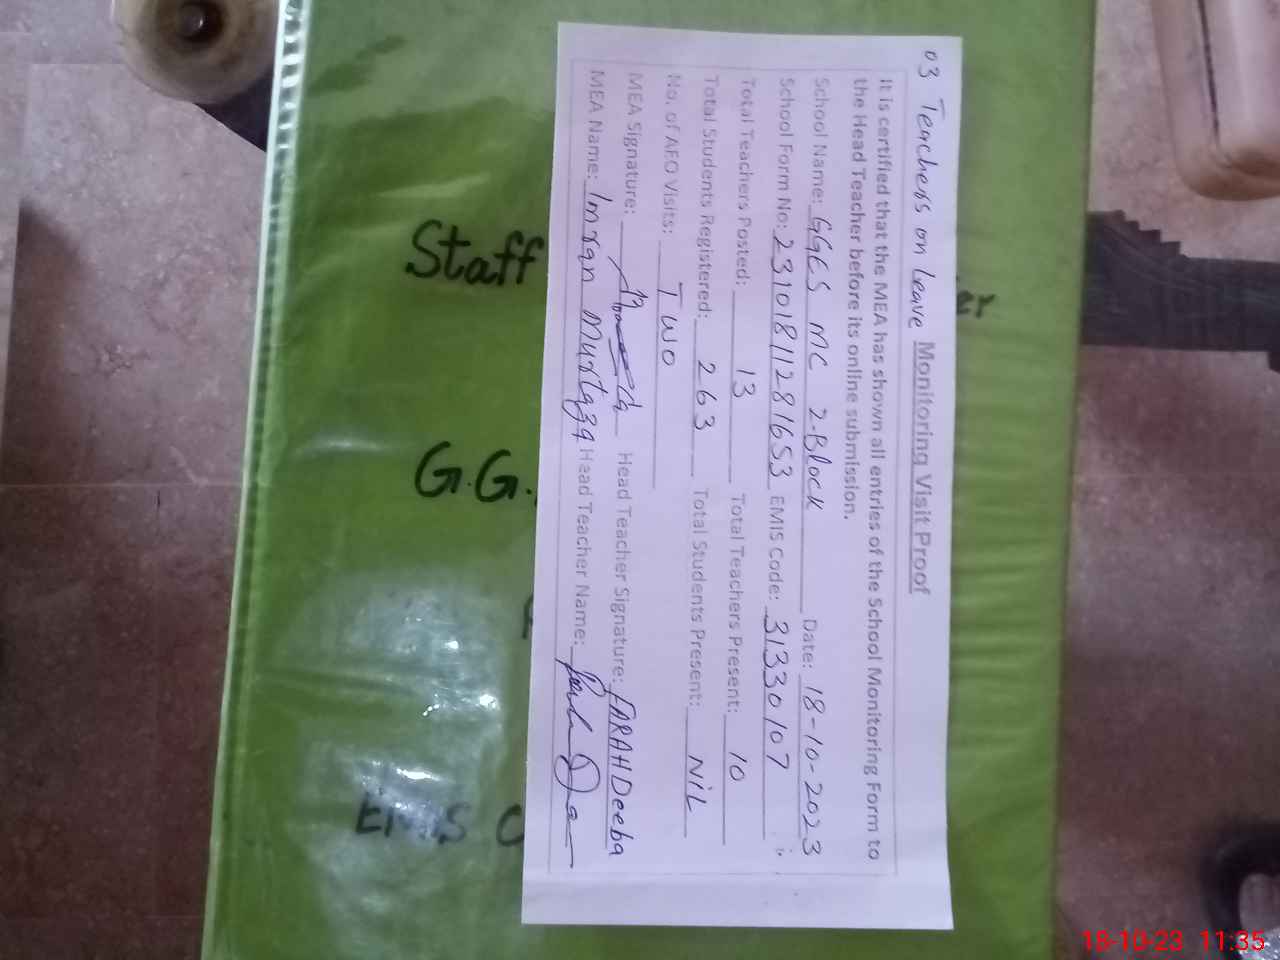 03 Teachers on leave Monitoring Visit Proof
It is certified that the MEA has shown all entries of the School Monitoring Form to
the Head Teacher before its online submission.
School Name: GGES MC 2-Block Date: 18-10-2023
School Form No: 23101811281653 EMIS Code: 31330107
Total Teachers Posted: 13 Total Teachers Present: 10
Total Students Registered: 263 Total Students Present: NIL
No. of AEO Visits: Two
MEA Signature: Head Teacher Signature: FARAH Deeba
MEA Name: Imran Murtaza Head Teacher Name:
Staff
G.G.
EMIS C
18-10-23 11:35